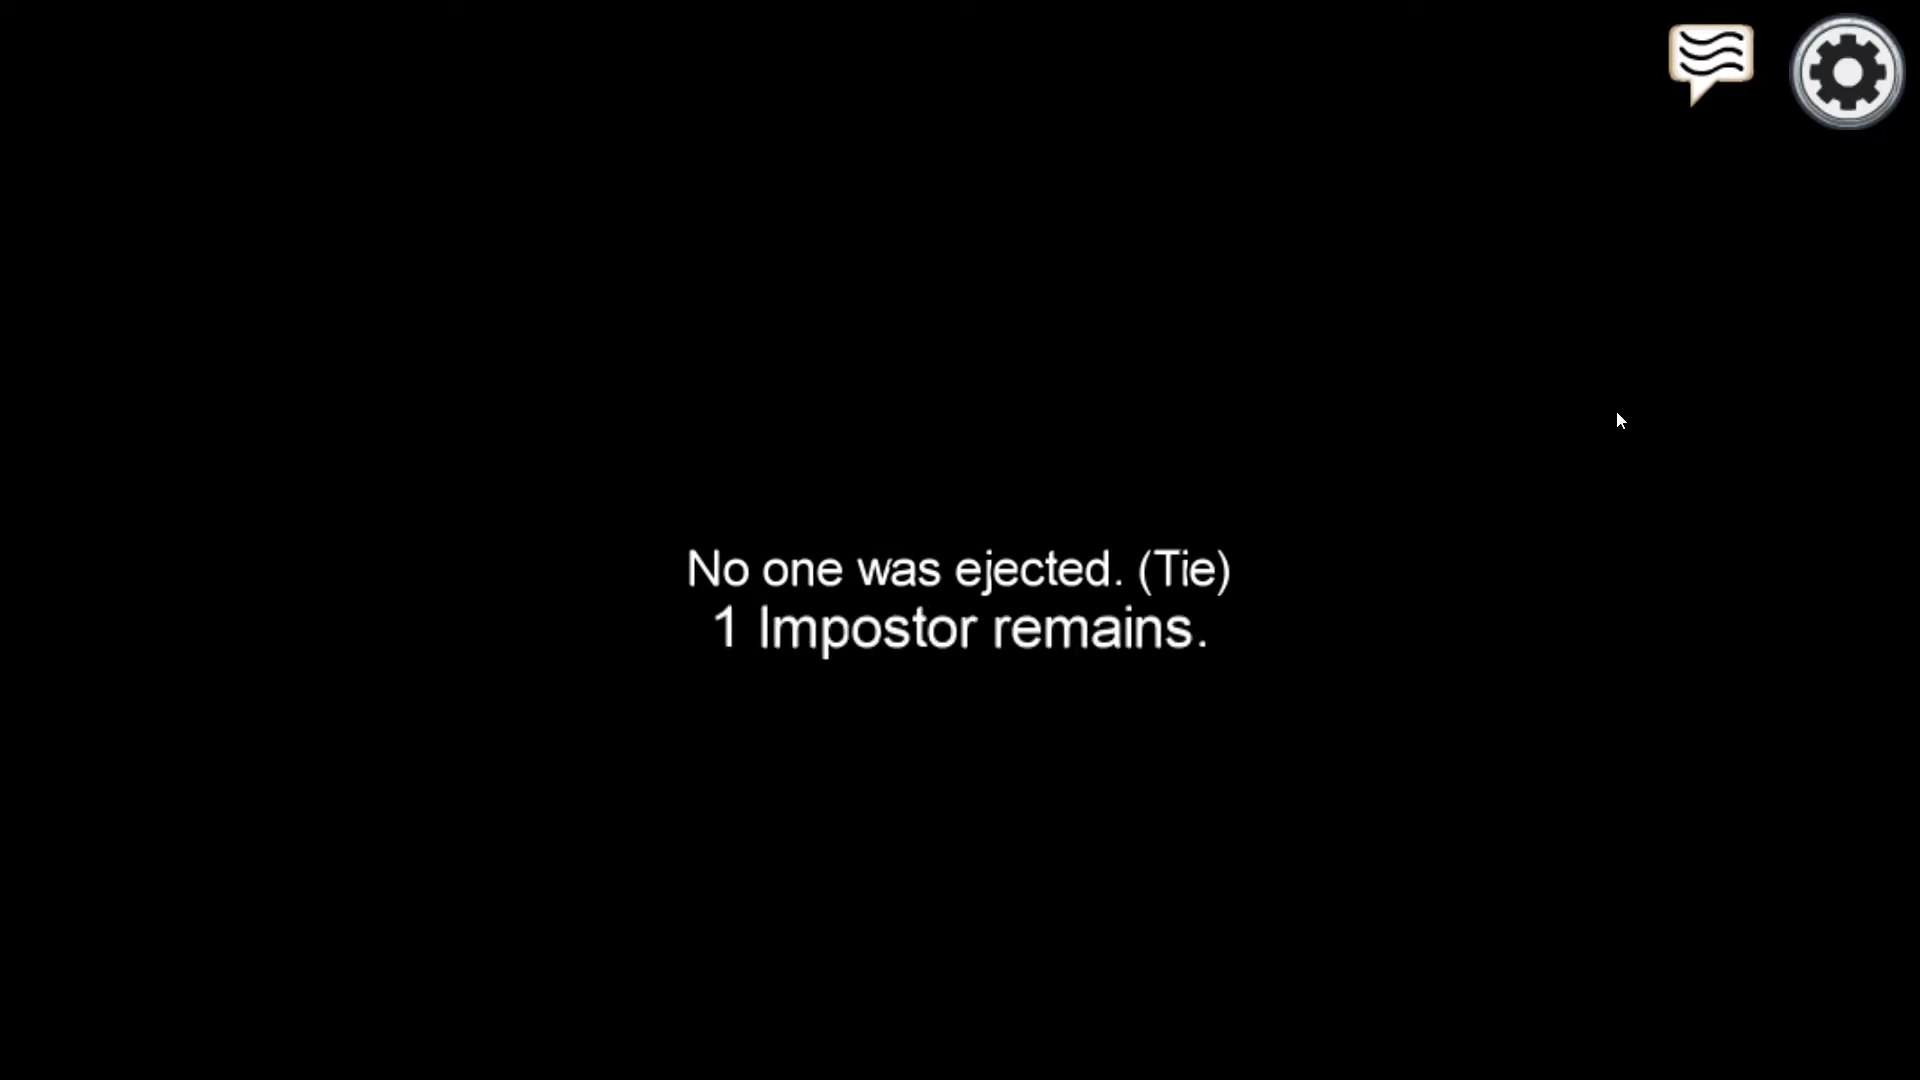 No one was ejected. (Tie)
1 Impostor remains.